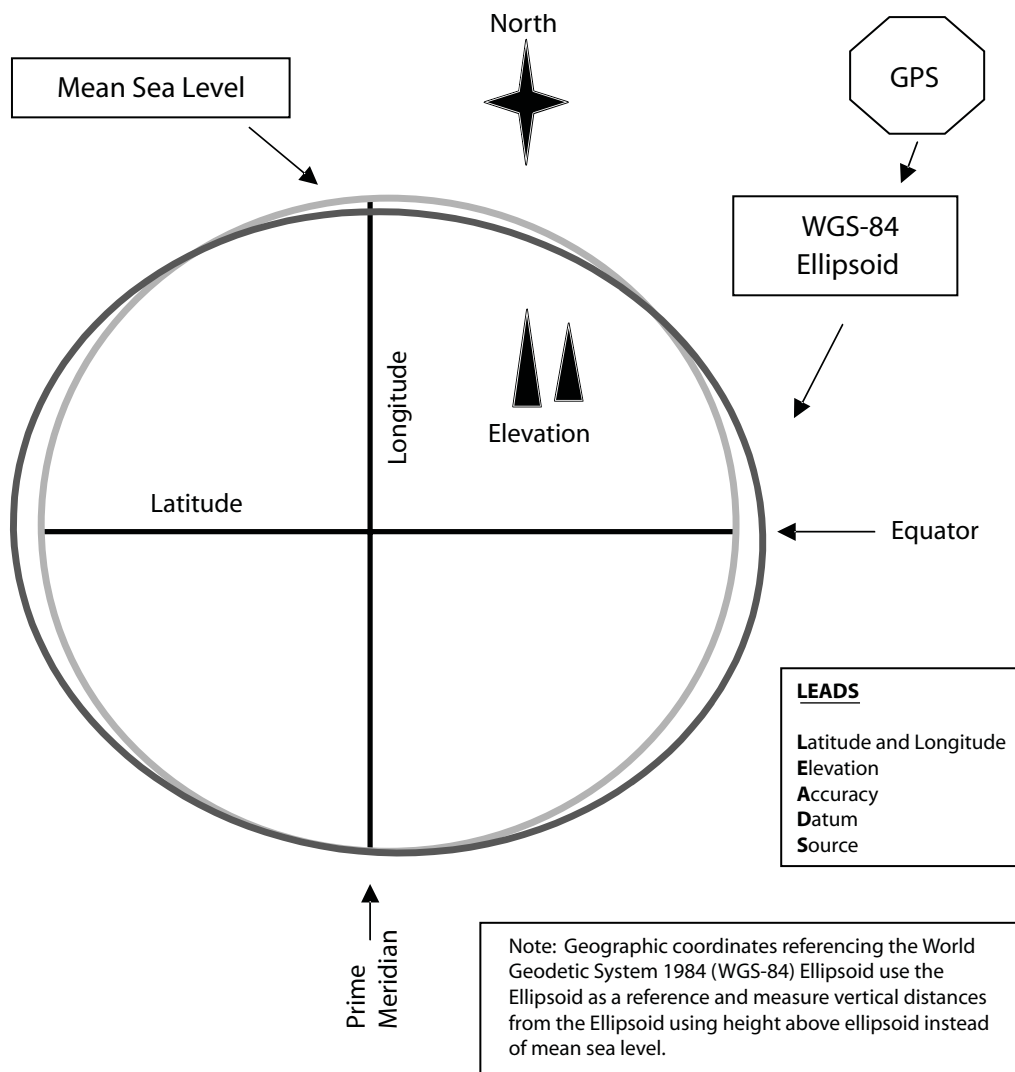 North
Mean Sea Level
GPS
WGS-84
Ellipsoid
Longitude
Elevation
Latitude
Equator
LEADS
Latitude and Longitude
Elevation
Accuracy
Datum
Source
Prime
Meridian
Note: Geographic coordinates referencing the World
Geodetic System 1984 (WGS-84) Ellipsoid use the
Ellipsoid as a reference and measure vertical distances
from the Ellipsoid using height above ellipsoid instead
of mean sea level.